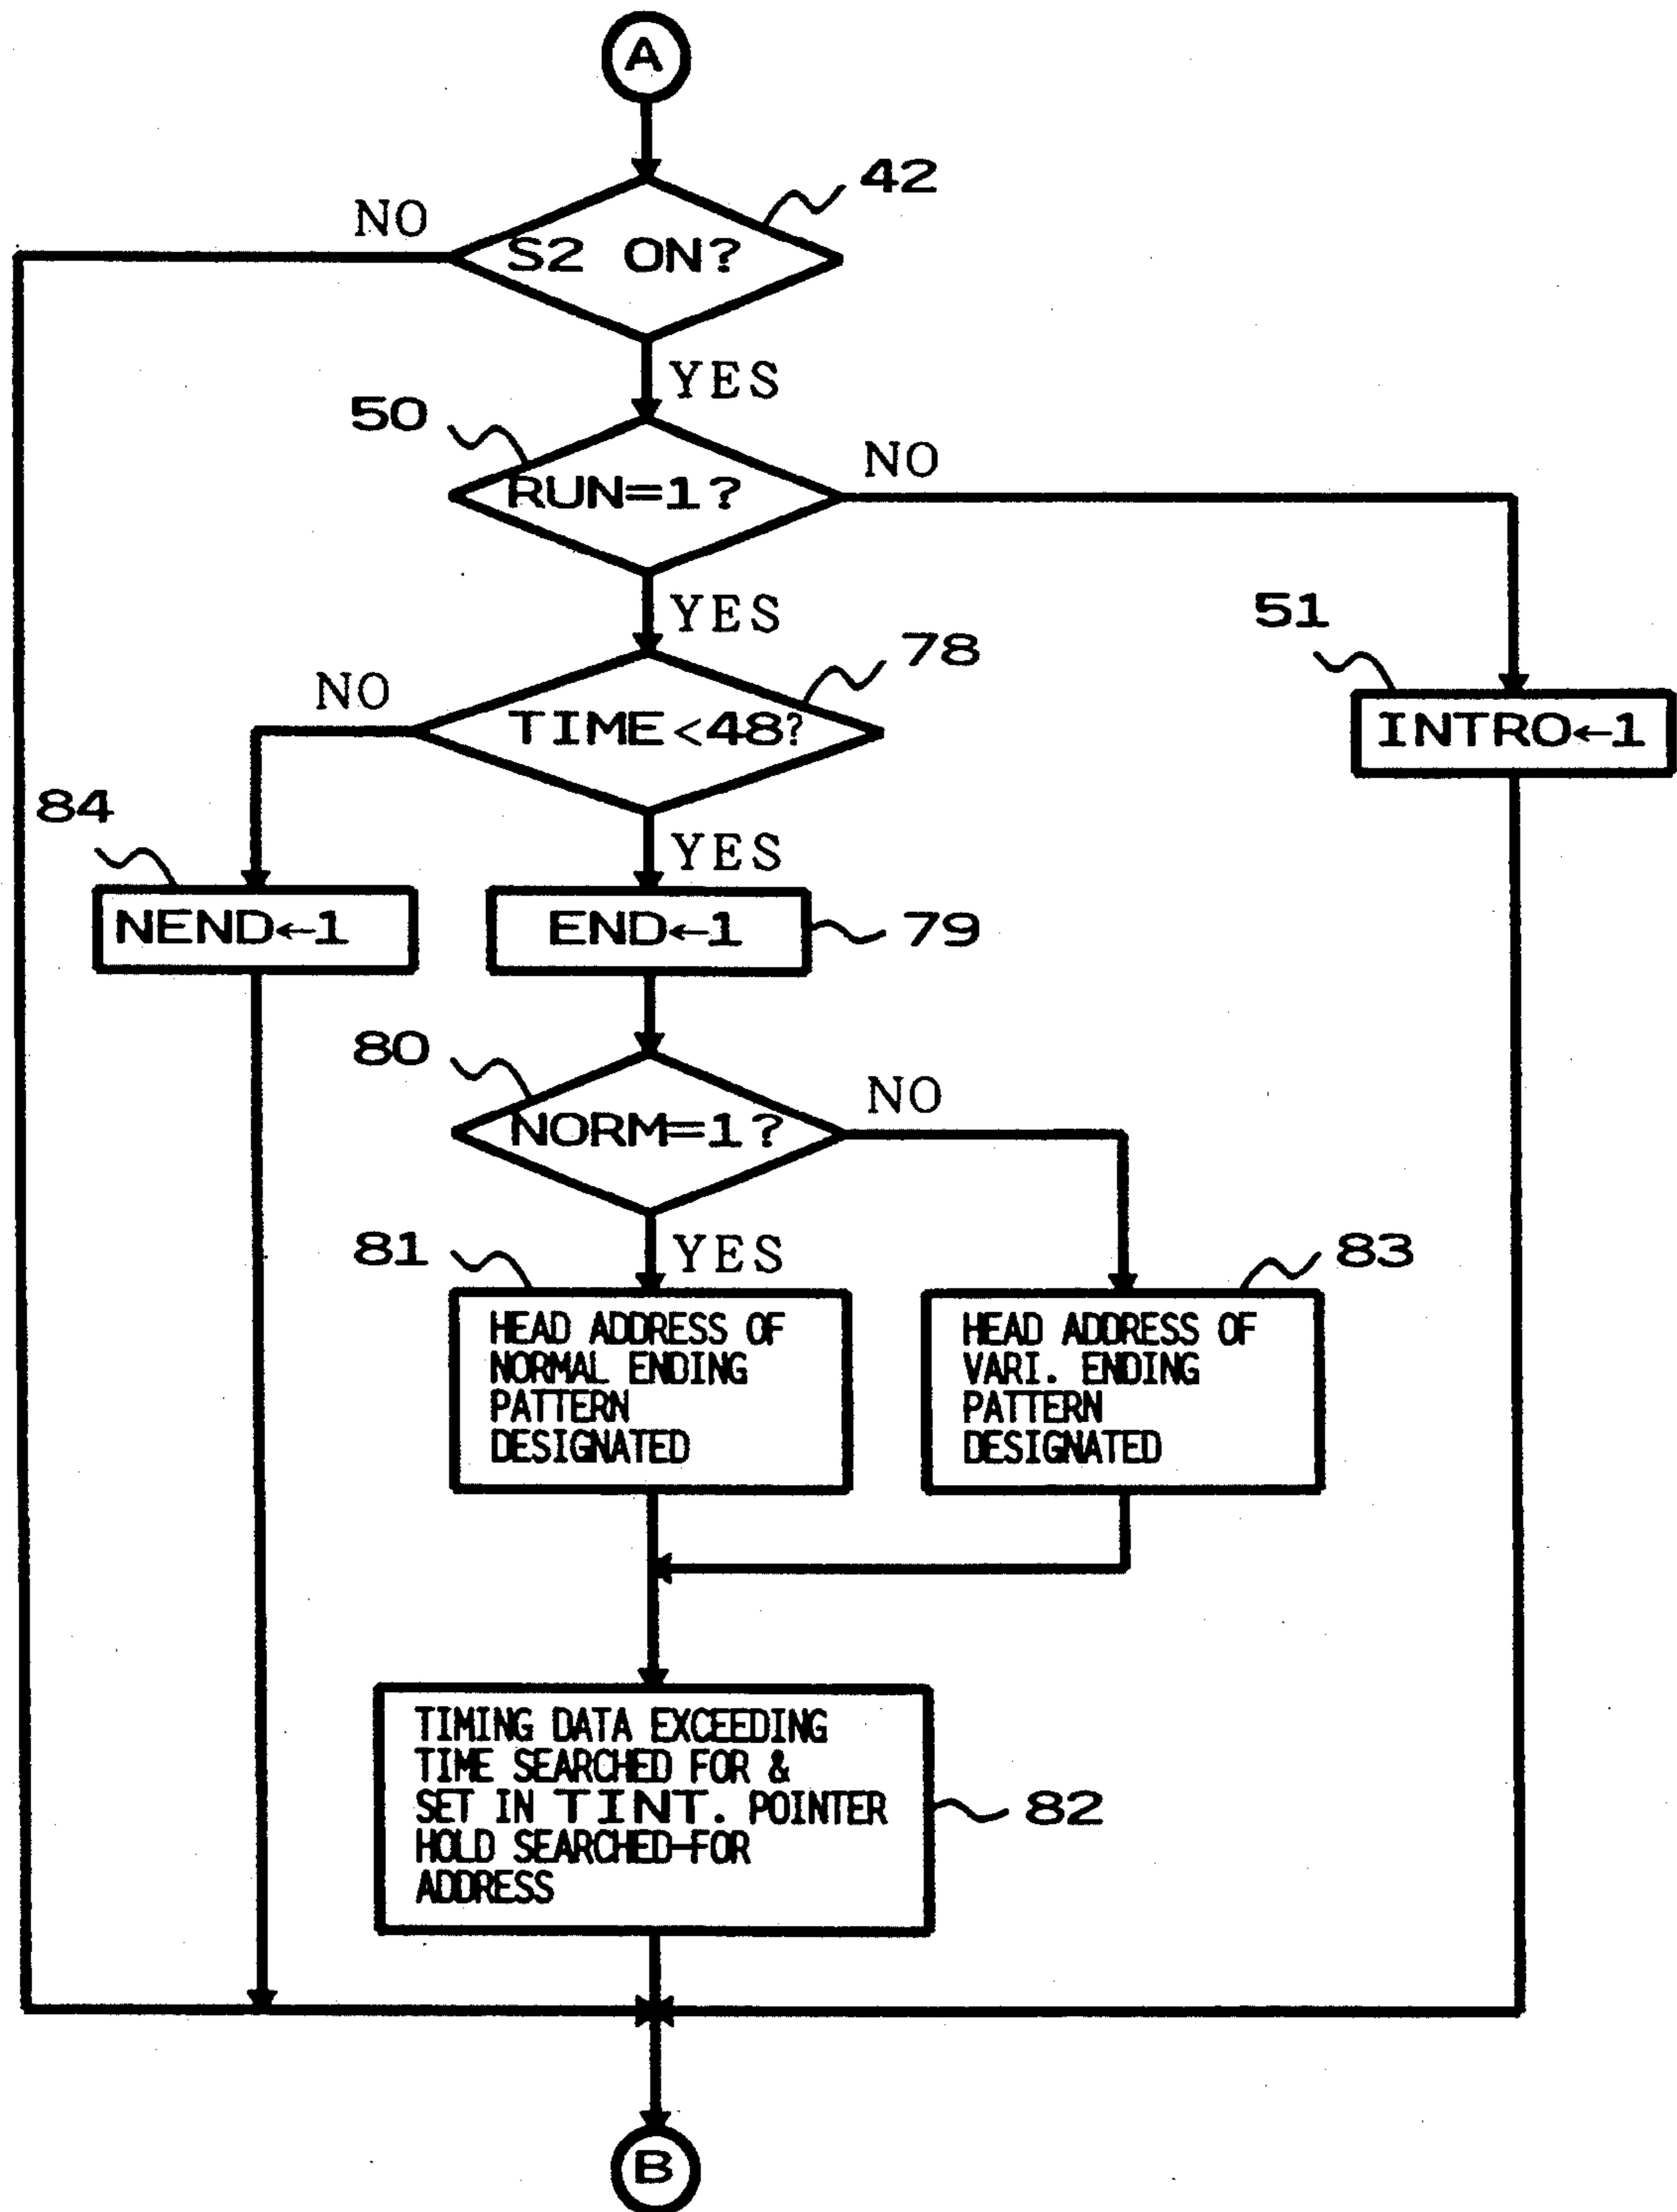 A
42
NO
S2 ON?
YES
50
NO
RUN=1?
YES
51
78
NO
TIME<48?
INTRO←1
84
YES
NEND←1
END←1
79
80
NO
NORM=1?
81
YES
83
HEAD ADDRESS OF
NORMAL ENDING
PATTERN
DESIGNATED
HEAD ADDRESS OF
VARI. ENDING
PATTERN
DESIGNATED
TIMING DATA EXCEEDING
TIME SEARCHED FOR &
SET IN TINT. POINTER
HOLD SEARCHED-FOR
ADDRESS
82
B